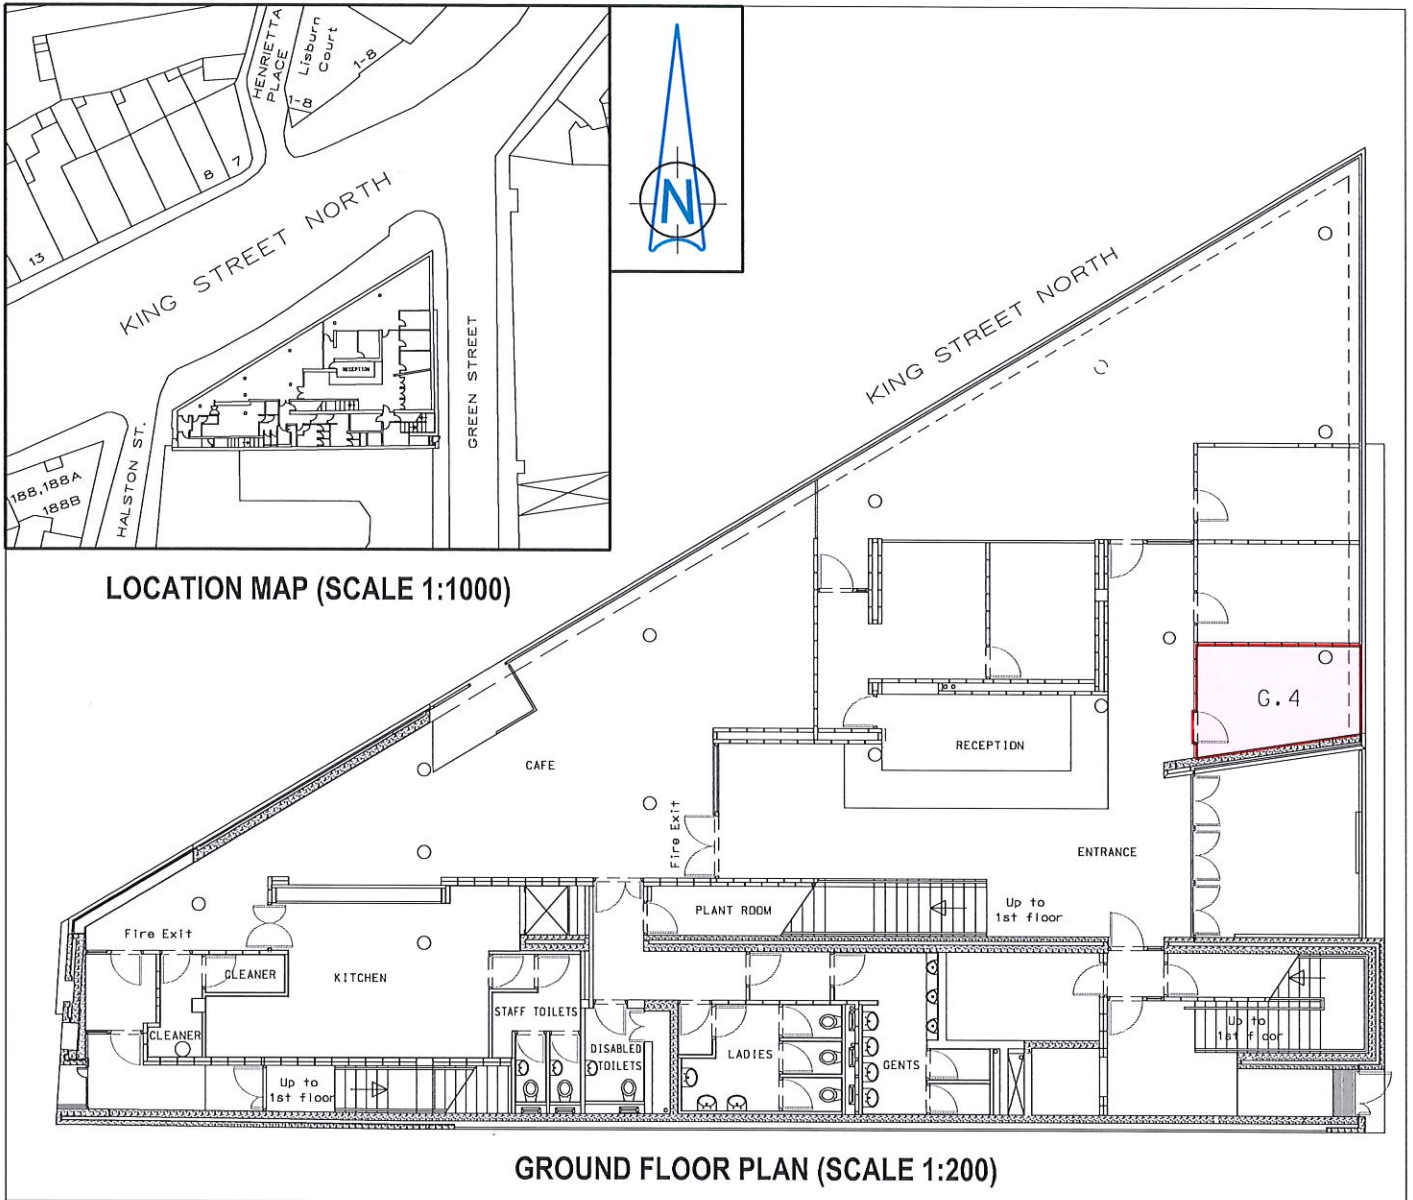 HENRIETTA
PLACE
Lisburn
Court
1-8
1-8
7
8
13
KING STREET NORTH
RECEPTION
GREEN STREET
HALSTON ST.
188,188A
188B
N
LOCATION MAP (SCALE 1:1000)
KING STREET NORTH
G.4
RECEPTION
CAFE
Fire Exit
ENTRANCE
PLANT ROOM
Up to
1st floor
Fire Exit
CLEANER
KITCHEN
STAFF TOILETS
CLEANER
DISABLED
TOILETS
LADIES
GENTS
Up to
1st floor
Up to
1st floor
GROUND FLOOR PLAN (SCALE 1:200)